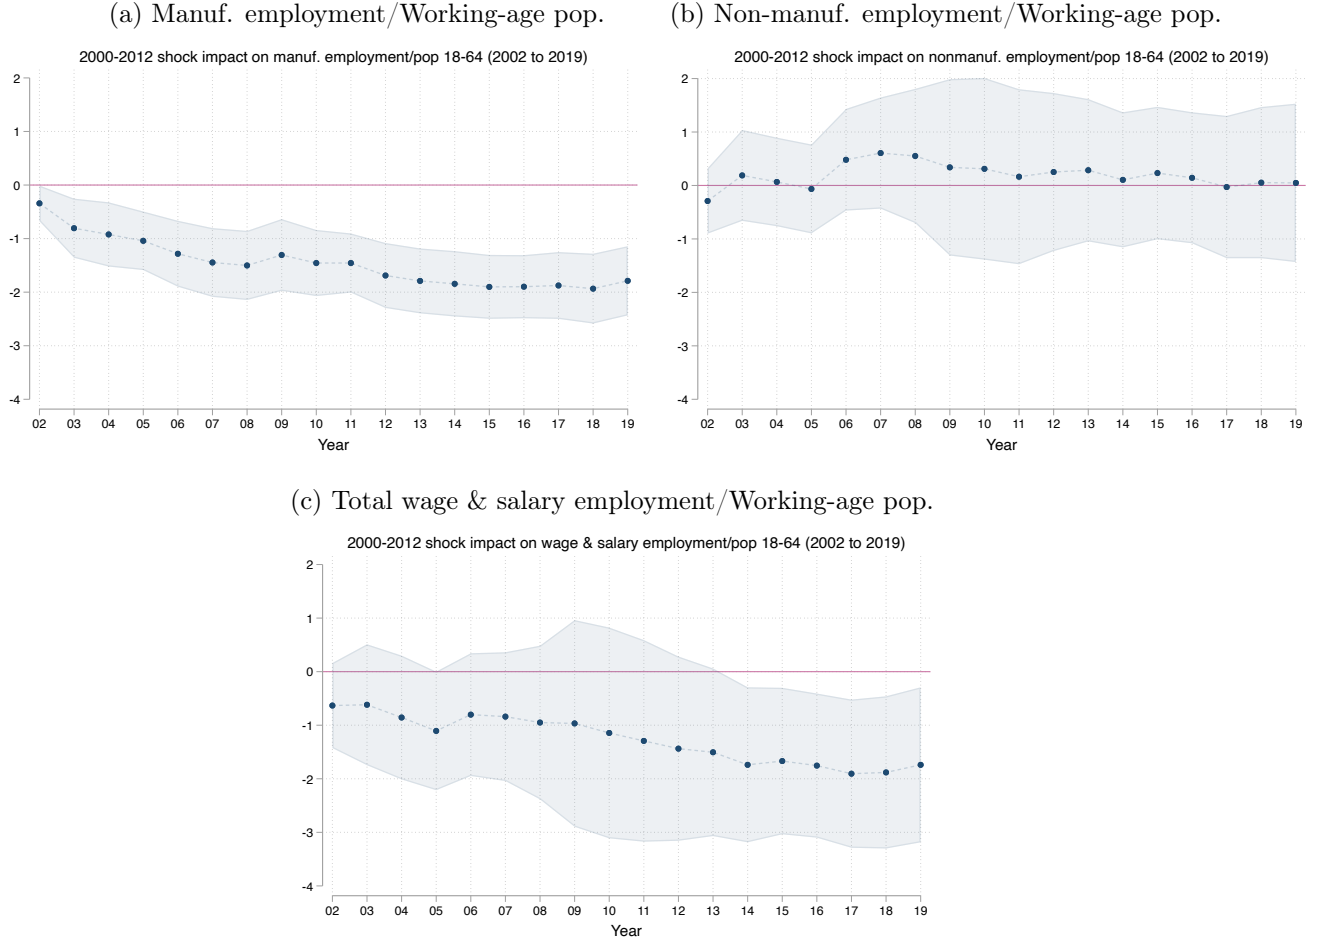 (a) Manuf. employment/Working-age pop.
2000-2012 shock impact on manuf. employment/pop 18-64 (2002 to 2019)
2
1
0
-1
-2
-3
-4
02 03 04 05 06 07 08 09 10 11 12 13 14 15 16 17 18 19
Year
(b) Non-manuf. employment/Working-age pop.
2000-2012 shock impact on nonmanuf. employment/pop 18-64 (2002 to 2019)
2
1
0
-1
-2
-3
-4
02 03 04 05 06 07 08 09 10 11 12 13 14 15 16 17 18 19
Year
(c) Total wage & salary employment/Working-age pop.
2000-2012 shock impact on wage & salary employment/pop 18-64 (2002 to 2019)
2
1
0
-1
-2
-3
-4
02 03 04 05 06 07 08 09 10 11 12 13 14 15 16 17 18 19
Year